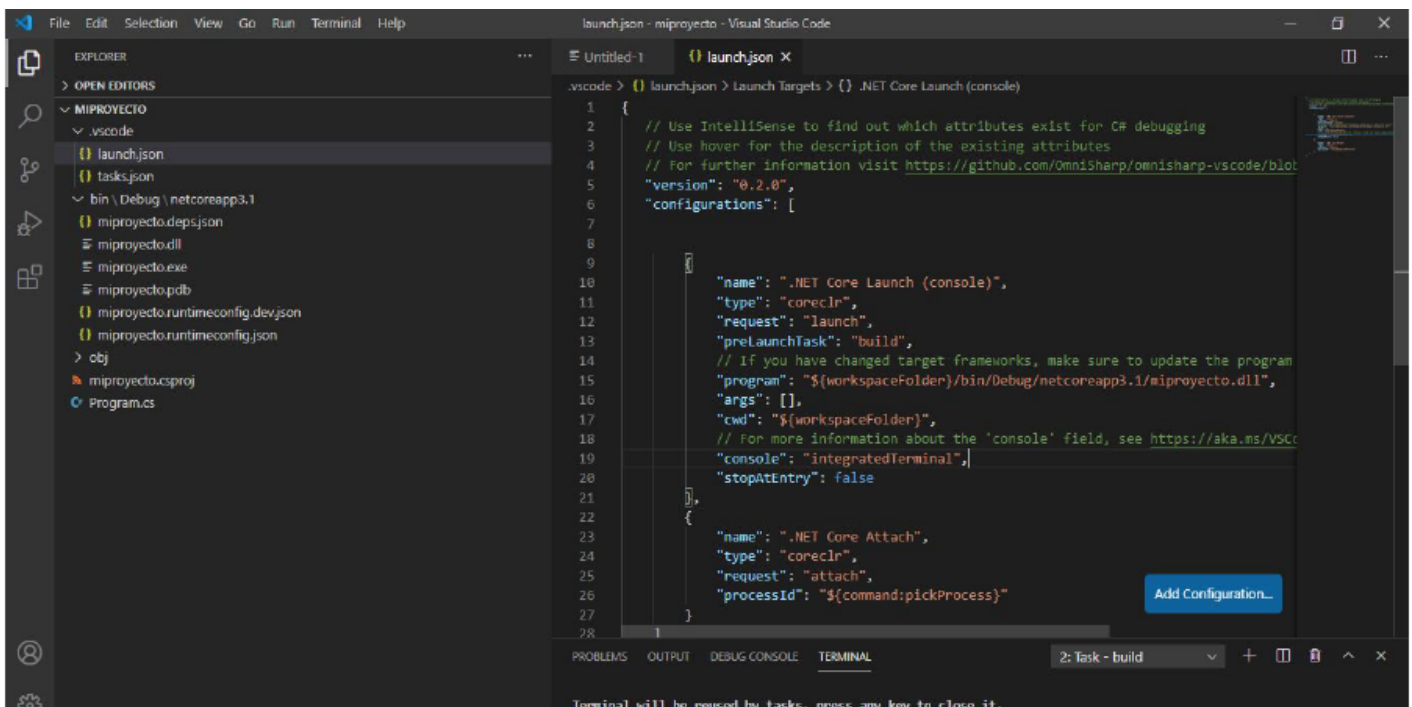 File Edit Selection View Go Run Terminal Help
launch.json - miproyecto - Visual Studio Code
EXPLORER
OPEN EDITORS
MIPROYECTO
.vscode
{} launch.json
{} tasks.json
bin \ Debug \ netcoreapp3.1
{} miproyecto.deps.json
miproyecto.dll
miproyecto.exe
miproyecto.pdb
{} miproyecto.runtimeconfig.dev.json
{} miproyecto.runtimeconfig.json
obj
miproyecto.csproj
Program.cs
Untitled-1
{} launch.json
.vscode > {} launch.json > Launch Targets > {} .NET Core Launch (console)
1 {
2 // Use IntelliSense to find out which attributes exist for C# debugging
3 // Use hover for the description of the existing attributes
4 // For further information visit https://github.com/OmniSharp/omnisharp-vscode/blob
5 "version": "0.2.0",
6 "configurations": [
7
8
9 {
10 "name": ".NET Core Launch (console)",
11 "type": "coreclr",
12 "request": "launch",
13 "preLaunchTask": "build",
14 // If you have changed target frameworks, make sure to update the program
15 "program": "${workspaceFolder}/bin/Debug/netcoreapp3.1/miproyecto.dll",
16 "args": [],
17 "cwd": "${workspaceFolder}",
18 // For more information about the 'console' field, see https://aka.ms/VSCo
19 "console": "integratedTerminal",
20 "stopAtEntry": false
21 },
22 {
23 "name": ".NET Core Attach",
24 "type": "coreclr",
25 "request": "attach",
26 "processId": "${command:pickProcess}"
27 }
28 ]
Add Configuration...
PROBLEMS OUTPUT DEBUG CONSOLE TERMINAL
2: Task - build
Terminal will be reused by tasks, press any key to close it.